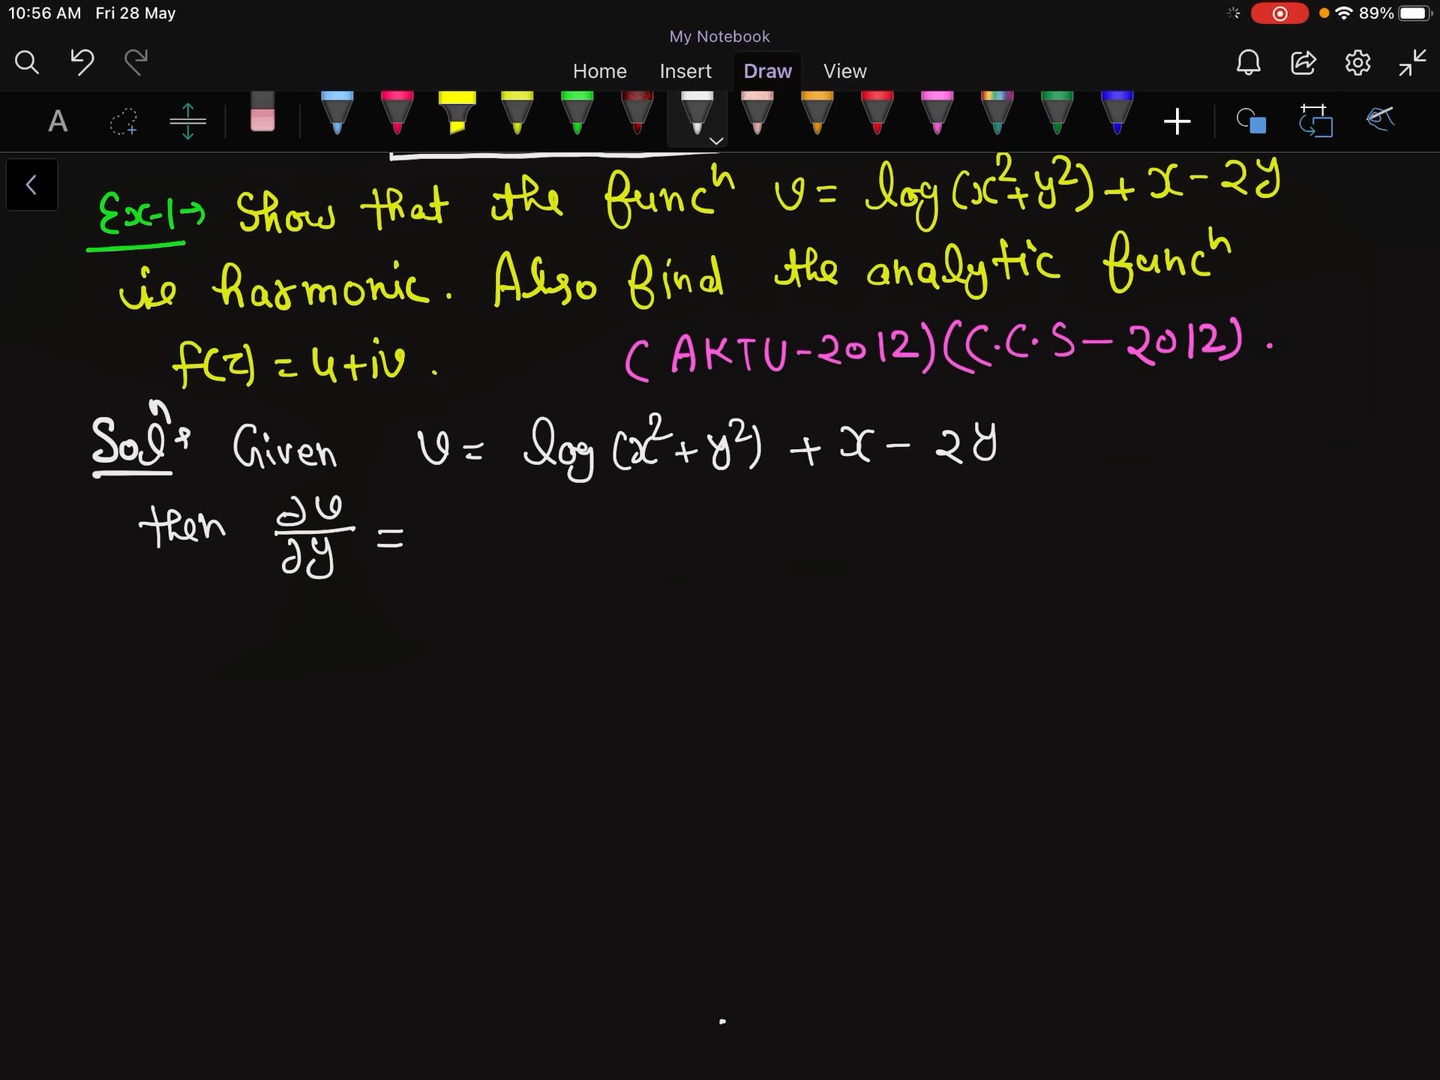 10:56 AM Fri 28 May
89%
My Notebook
Home Insert Draw View
A
Ex-1→ Show that the funcⁿ v = log(x²+y²) + x - 2y
is harmonic. Also find the analytic funcⁿ
f(z) = u+iv. (AKTU-2012)(C.C.S-2012).
Solⁿ: Given v = log(x²+y²) + x - 2y
then ∂v/∂y =